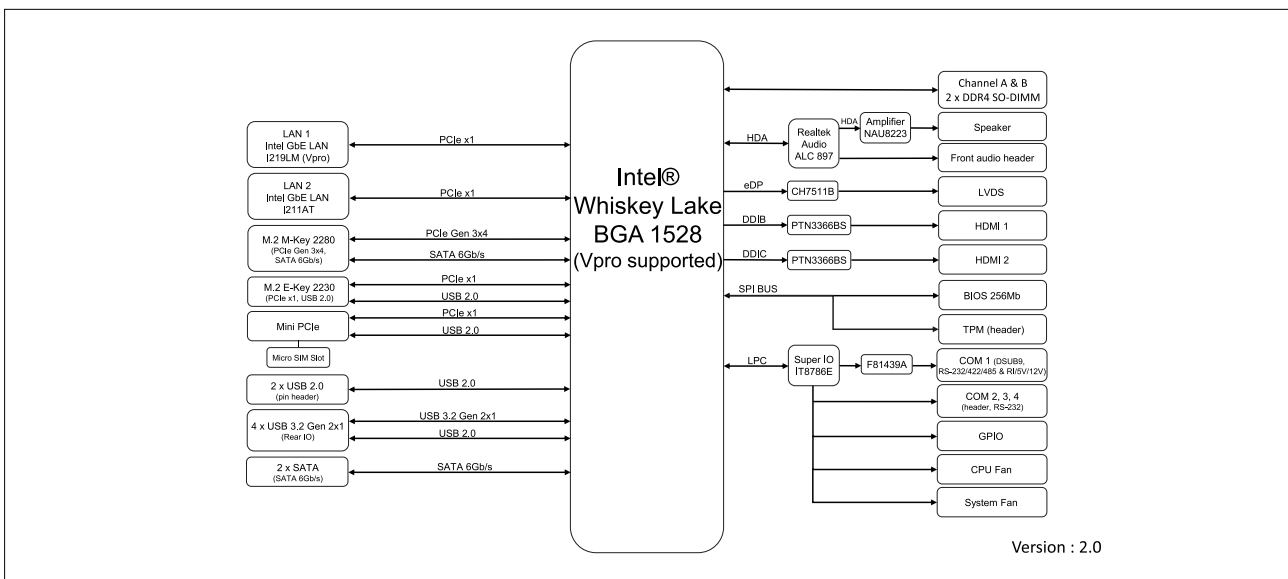 LAN 1
Intel GbE LAN
I219LM (Vpro)
PCIe x1
LAN 2
Intel GbE LAN
I211AT
PCIe x1
M.2 M-Key 2280
(PCIe Gen 3x4,
SATA 6Gb/s)
PCIe Gen 3x4
SATA 6Gb/s
M.2 E-Key 2230
(PCIe x1, USB 2.0)
PCIe x1
USB 2.0
Mini PCIe
PCIe x1
USB 2.0
Micro SIM Slot
2 x USB 2.0
(pin header)
USB 2.0
4 x USB 3.2 Gen 2x1
(Rear IO)
USB 3.2 Gen 2x1
USB 2.0
2 x SATA
(SATA 6Gb/s)
SATA 6Gb/s
Intel®
Whiskey Lake
BGA 1528
(Vpro supported)
Channel A & B
2 x DDR4 SO-DIMM
HDA
Realtek
Audio
ALC 897
HDA
Amplifier
NAU8223
Speaker
Front audio header
eDP
CH7511B
LVDS
DDIB
PTN3366BS
HDMI 1
DDIC
PTN3366BS
HDMI 2
SPI BUS
BIOS 256Mb
TPM (header)
LPC
Super IO
IT8786E
F81439A
COM 1 (DSUB9,
RS-232/422/485 & RI/5V/12V)
COM 2, 3, 4
(header, RS-232)
GPIO
CPU Fan
System Fan
Version : 2.0